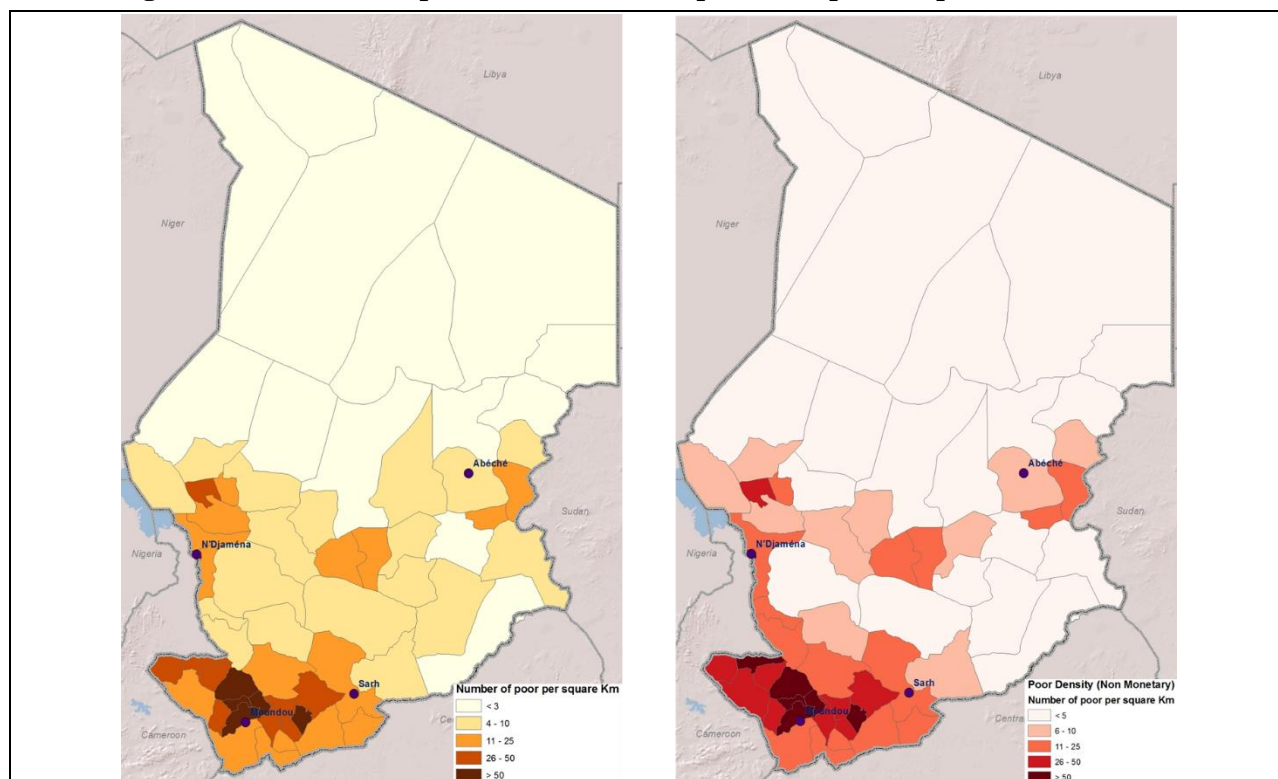 Libya
Niger
Abéché
Sudan
N'Djaména
Nigeria
Sarh
Moundou
Cameroon
Number of poor per square Km
< 3
4 - 10
11 - 25
26 - 50
> 50
Libya
Niger
Abéché
Sudan
N'Djaména
Nigeria
Sarh
Moundou
Cameroon
Central
Poor Density (Non Monetary)
Number of poor per square Km
< 5
6 - 10
11 - 25
26 - 50
> 50